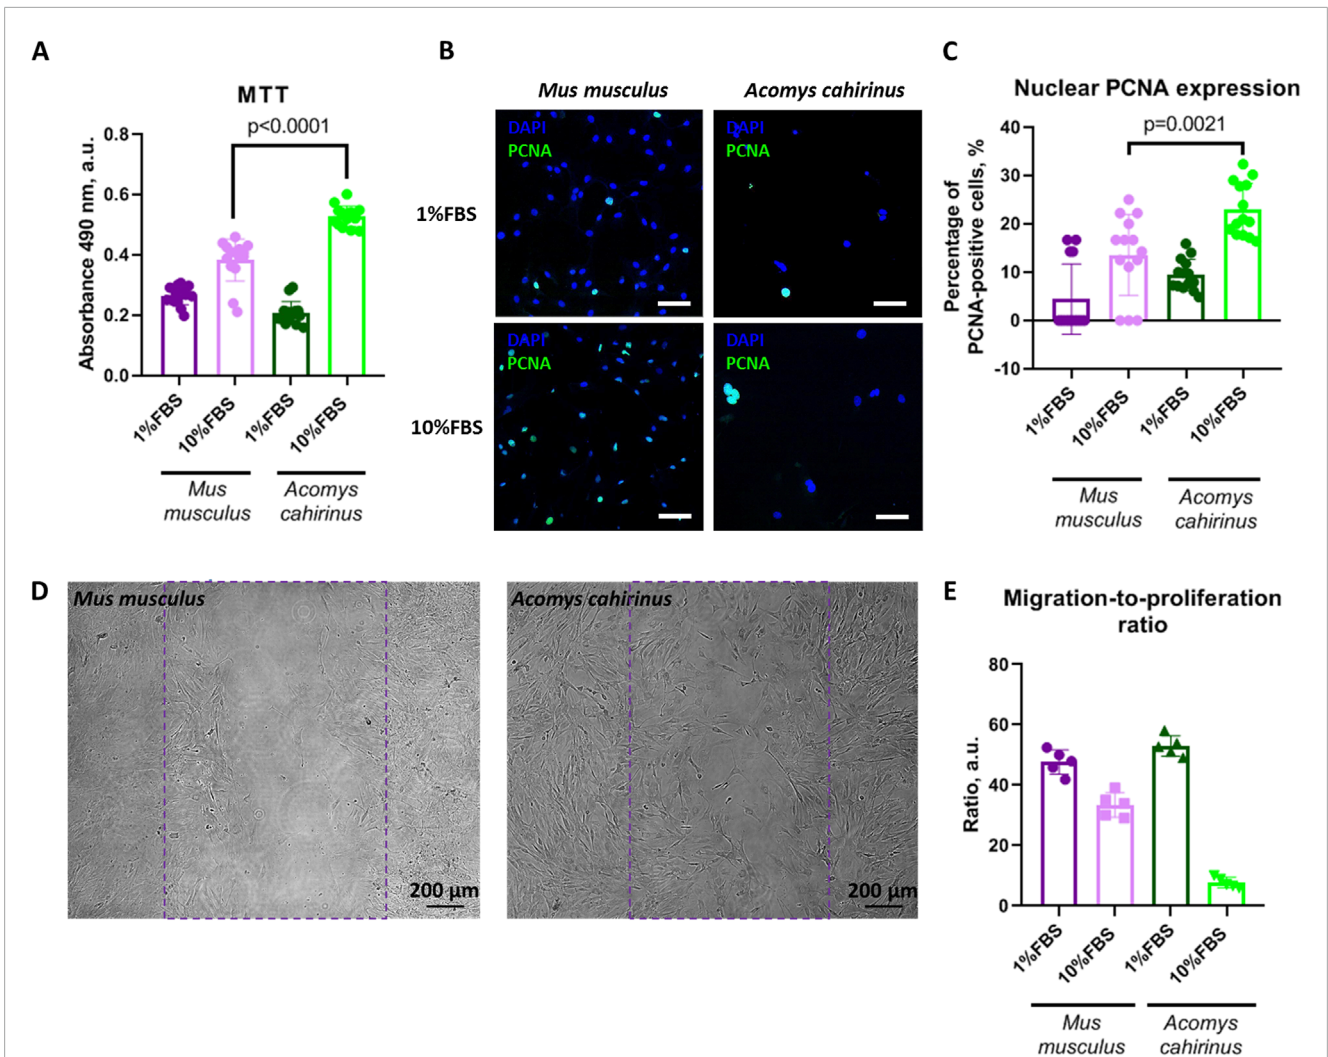 A
MTT
p<0.0001
Absorbance 490 nm, a.u.
0.8
0.6
0.4
0.2
0.0
1%FBS
10%FBS
1%FBS
10%FBS
Mus
musculus
Acomys
cahirinus
B
Mus musculus
Acomys cahirinus
1%FBS
DAPI
PCNA
DAPI
PCNA
10%FBS
DAPI
PCNA
DAPI
PCNA
C
Nuclear PCNA expression
p=0.0021
Percentage of
PCNA-positive cells, %
40
30
20
10
0
-10
1%FBS
10%FBS
1%FBS
10%FBS
Mus
musculus
Acomys
cahirinus
D
Mus musculus
200 μm
Acomys cahirinus
200 μm
E
Migration-to-proliferation
ratio
Ratio, a.u.
80
60
40
20
0
1%FBS
10%FBS
1%FBS
10%FBS
Mus
musculus
Acomys
cahirinus